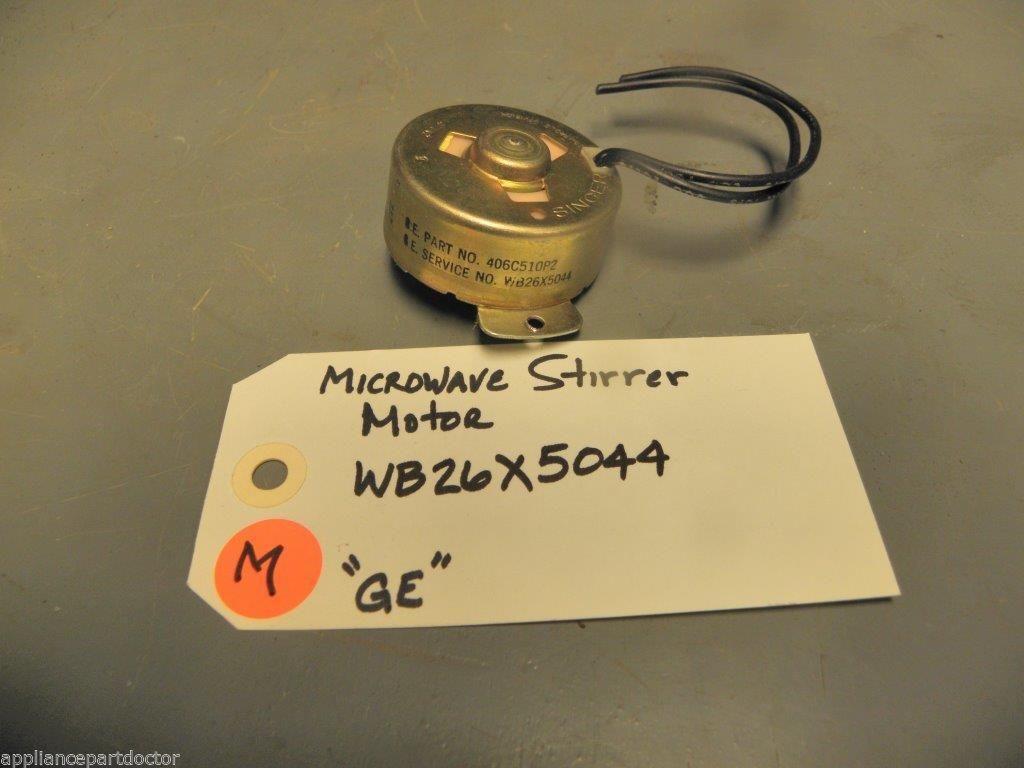 SINGER
E. PART NO. 406C510P2
E. SERVICE NO. WB26X5044
MICROWAVE Stirrer
Motor
WB26X5044
M
"GE"
appliancepartdoctor